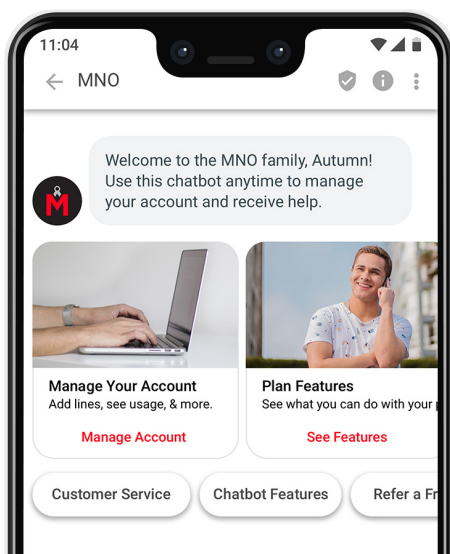 11:04
MNO
Welcome to the MNO family, Autumn!
Use this chatbot anytime to manage
your account and receive help.
M
Manage Your Account
Add lines, see usage, & more.
Manage Account
Plan Features
See what you can do with your
See Features
Customer Service
Chatbot Features
Refer a